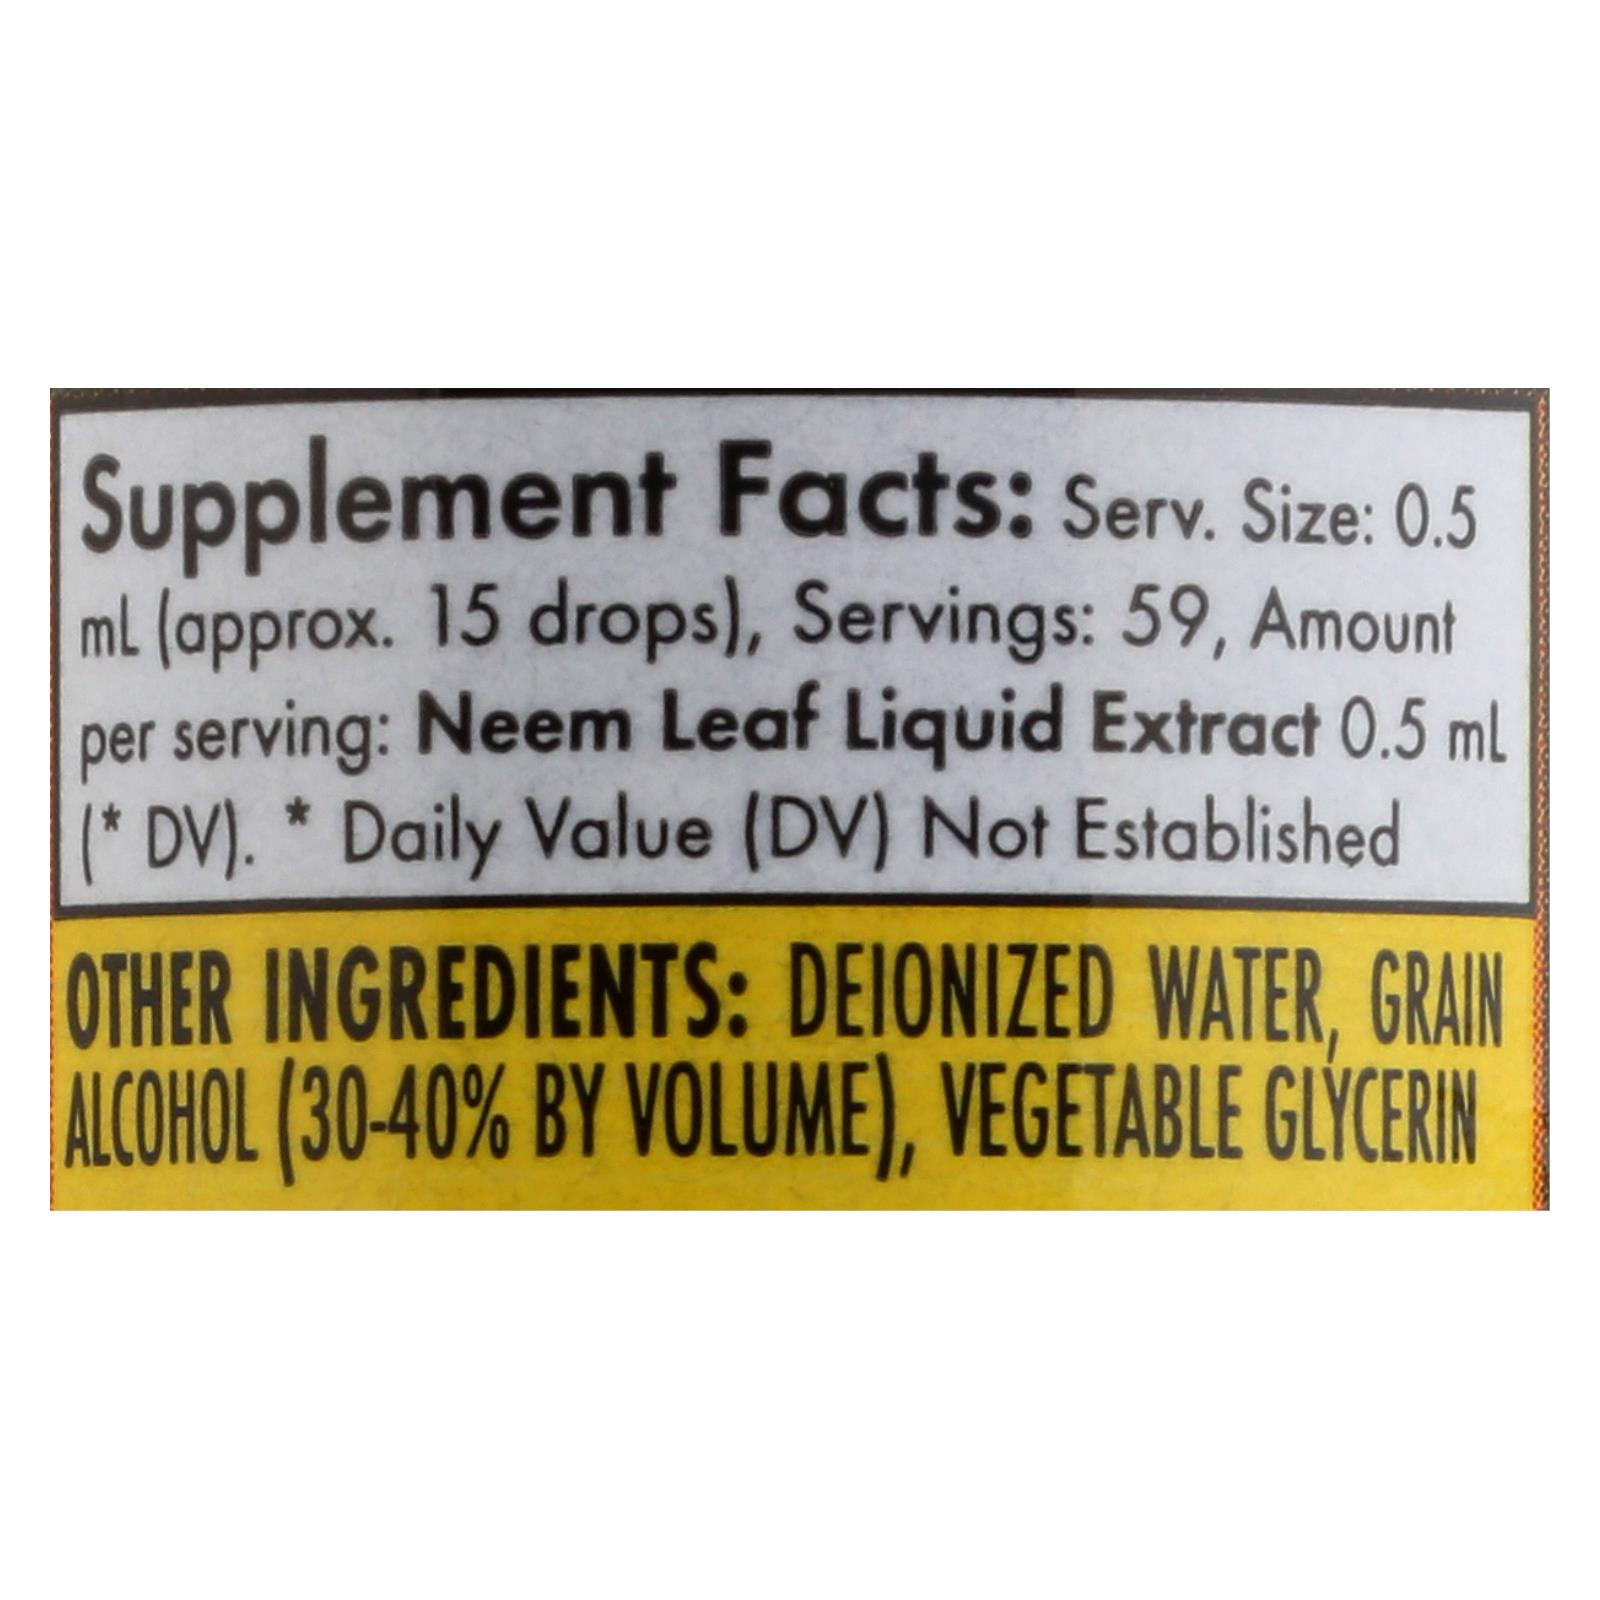 Supplement Facts: Serv. Size: 0.5
mL (approx. 15 drops), Servings: 59, Amount
per serving: Neem Leaf Liquid Extract 0.5 mL
(* DV). * Daily Value (DV) Not Established
OTHER INGREDIENTS: DEIONIZED WATER, GRAIN
ALCOHOL (30-40% BY VOLUME), VEGETABLE GLYCERIN